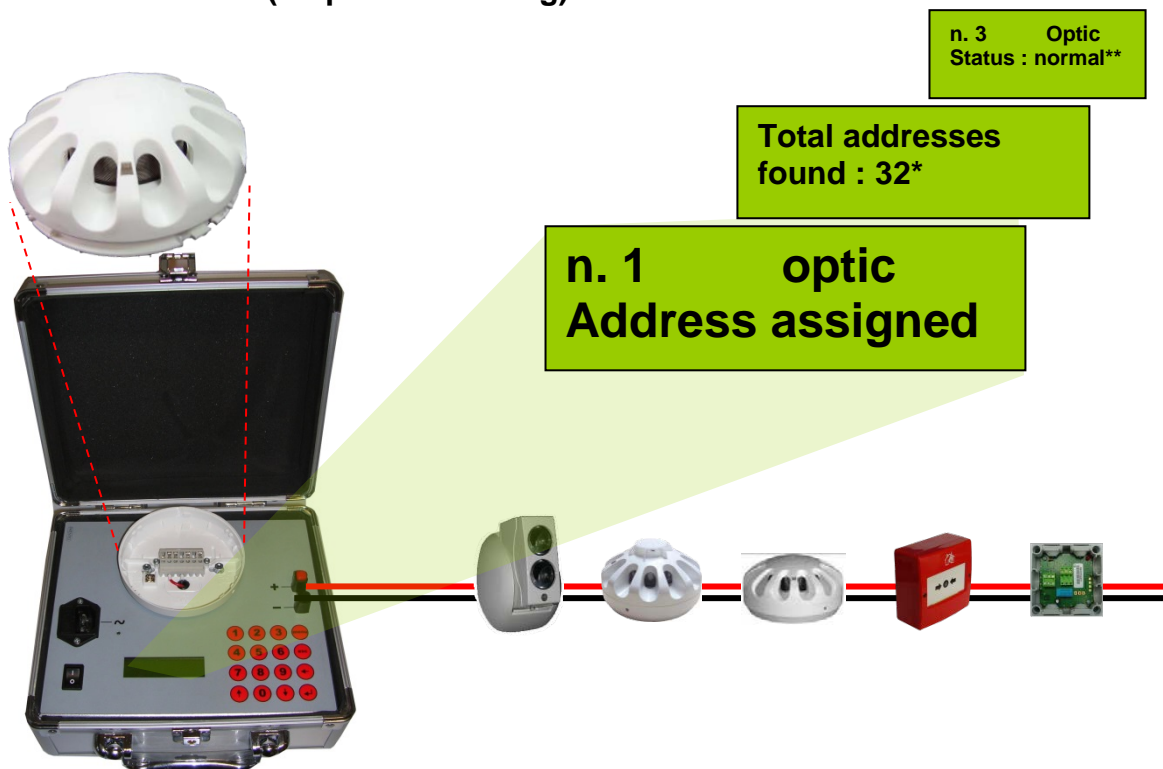 n. 3 Optic
Status : normal**
Total addresses
found : 32*
n. 1 optic
Address assigned
+
-
~
1 2 3
4 5 6
7 8 9
0